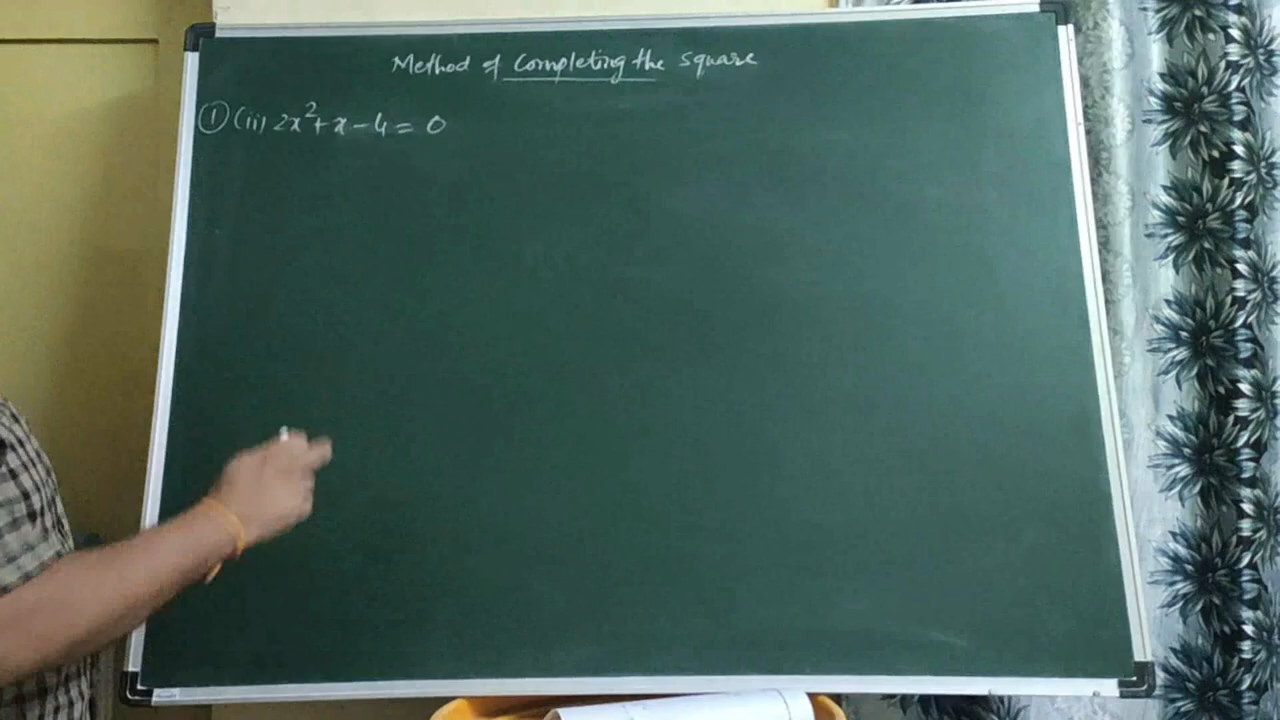 Method of Completing the square
① (ii) 2x²+x-4=0